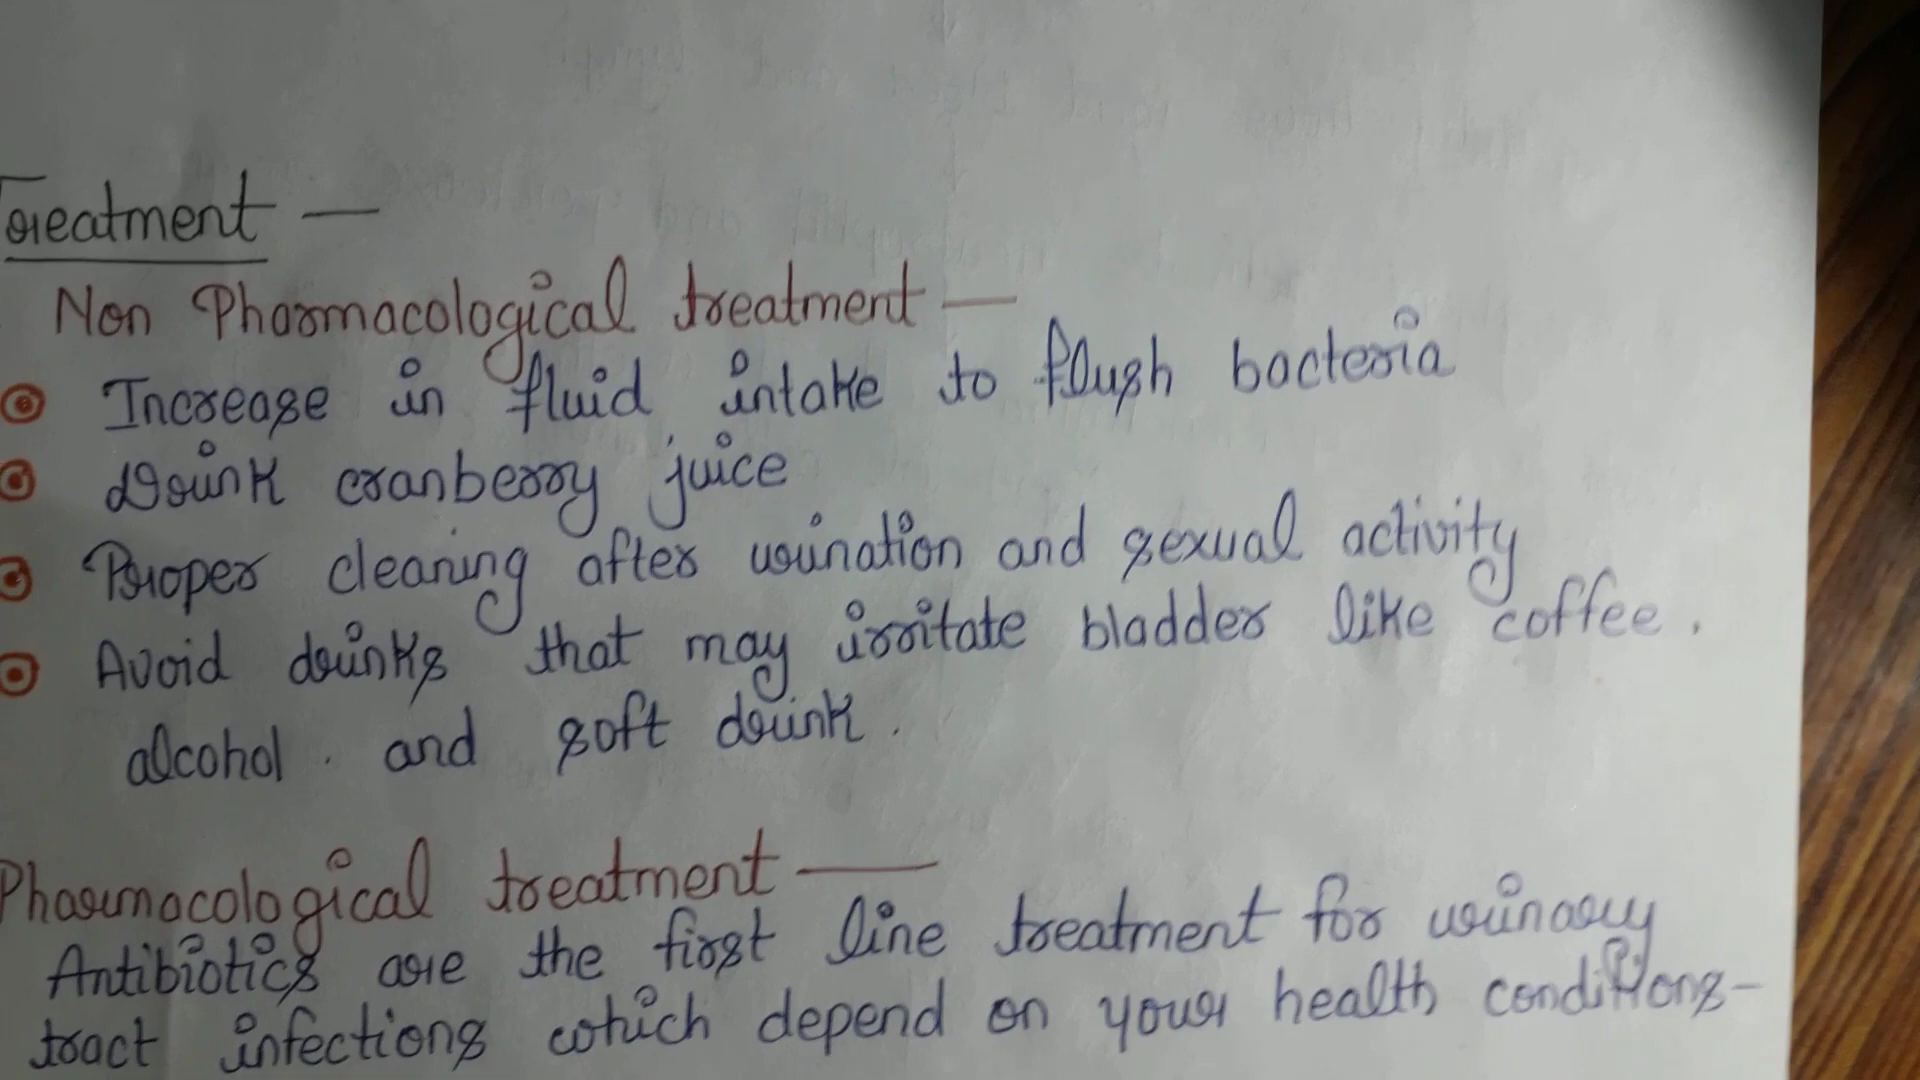 Treatment —
Non Pharmacological treatment —
Increase in fluid intake to flush bacteria
Drink cranberry juice
Proper cleaning after urination and sexual activity
Avoid drinks that may irritate bladder like coffee.
alcohol. and soft drink.
Pharmacological treatment —
Antibiotics are the first line treatment for urinary
tract infections which depend on your health conditions-